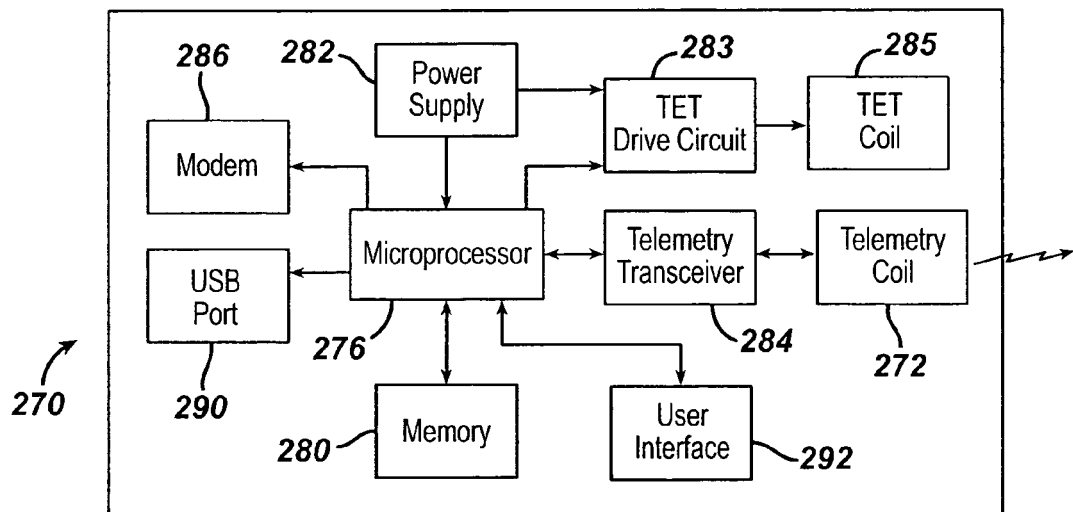 282
Power
Supply
283
TET
Drive Circuit
285
TET
Coil
286
Modem
Microprocessor
276
Telemetry
Transceiver
284
Telemetry
Coil
272
USB
Port
290
270
280
Memory
User
Interface
292